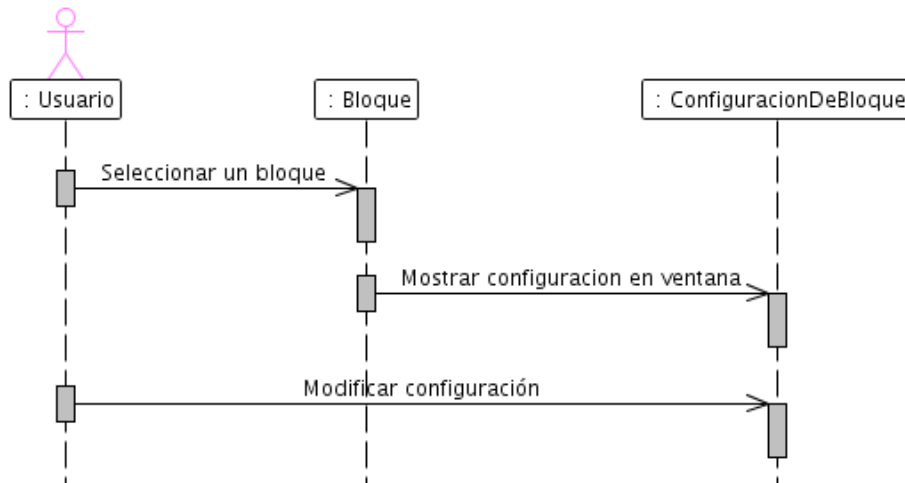 : Usuario
: Bloque
: ConfiguracionDeBloque
Seleccionar un bloque
Mostrar configuracion en ventana
Modificar configuración